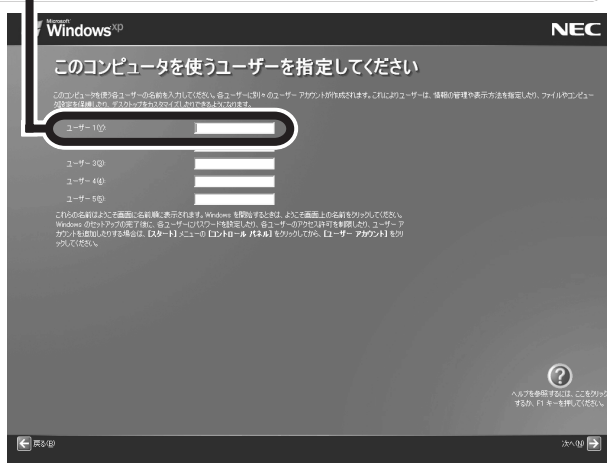 Microsoft
Windows xp
NEC
このコンピュータを使うユーザーを指定してください
このコンピュータを使う各ユーザーの名前を入力してください。各ユーザーに別々のユーザー アカウントが作成されます。これによりユーザーは、情報の管理や表示方法を指定したり、ファイルやコンピュー
タ設定を保護したり、デスクトップをカスタマイズしたりできるようになります。
ユーザー 1(Y):
ユーザー 3(3):
ユーザー 4(4):
ユーザー 5(5):
これらの名前はようこそ画面に名前順に表示されます。Windows を開始するときは、ようこそ画面上の名前をクリックしてください。
Windows のセットアップの完了後に、各ユーザーにパスワードを設定したり、各ユーザーのアクセス許可を制限したり、ユーザー ア
カウントを追加したりする場合は、[スタート] メニューの [コントロール パネル] をクリックしてから、[ユーザー アカウント] をクリ
ックしてください。
ヘルプを参照するには、ここをクリック
するか、F1 キーを押してください。
戻る(B)
次へ(N)